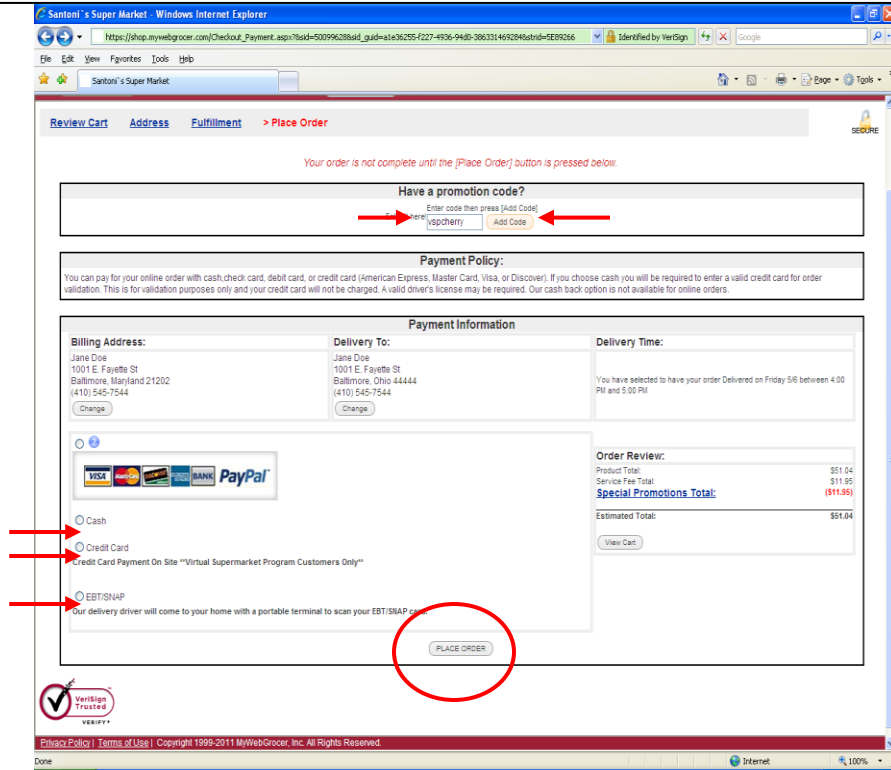 Santoni`s Super Market - Windows Internet Explorer
https://shop.mywebgrocer.com/Checkout_Payment.aspx?&sid=50099628&sid_guid=a1e36255-f227-4936-94d0-3863314692848&strid=5E89266
Identified by VeriSign
Google
File Edit View Favorites Tools Help
Santoni`s Super Market
Page Tools
Review Cart Address Fulfillment > Place Order
SECURE
Your order is not complete until the [Place Order] button is pressed below.
Have a promotion code?
Enter code then press [Add Code]
here!
vspcherry Add Code
Payment Policy:
You can pay for your online order with cash,check card, debit card, or credit card (American Express, Master Card, Visa, or Discover). If you choose cash you will be required to enter a valid credit card for order
validation. This is for validation purposes only and your credit card will not be charged. A valid driver's license may be required. Our cash back option is not available for online orders.
Payment Information
Billing Address: Delivery To: Delivery Time:
Jane Doe Jane Doe
1001 E. Fayette St 1001 E. Fayette St
Baltimore, Maryland 21202 Baltimore, Ohio 44444
You have selected to have your order Delivered on Friday 5/6 between 4:00
PM and 5:00 PM
(410) 545-7544 (410) 545-7544
Change Change
VISA MasterCard DISCOVER BANK PayPal
Order Review:
Product Total: $51.04
Service Fee Total: $11.95
Special Promotions Total: ($11.95)
Estimated Total: $51.04
View Cart
Cash
Credit Card
Credit Card Payment On Site **Virtual Supermarket Program Customers Only**
EBT/SNAP
Our delivery driver will come to your home with a portable terminal to scan your EBT/SNAP card.
PLACE ORDER
VeriSign
Trusted
VERIFY
Privacy Policy | Terms of Use | Copyright 1999-2011 MyWebGrocer, Inc. All Rights Reserved.
Done Internet 100%